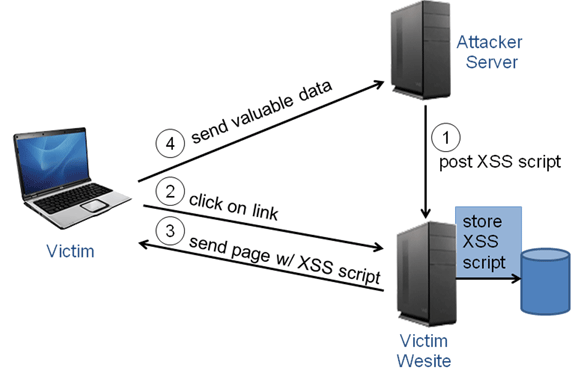 Attacker
Server
4 send valuable data
1
post XSS script
2 click on link
3 send page w/ XSS script
store
XSS
script
Victim
Victim
Wesite